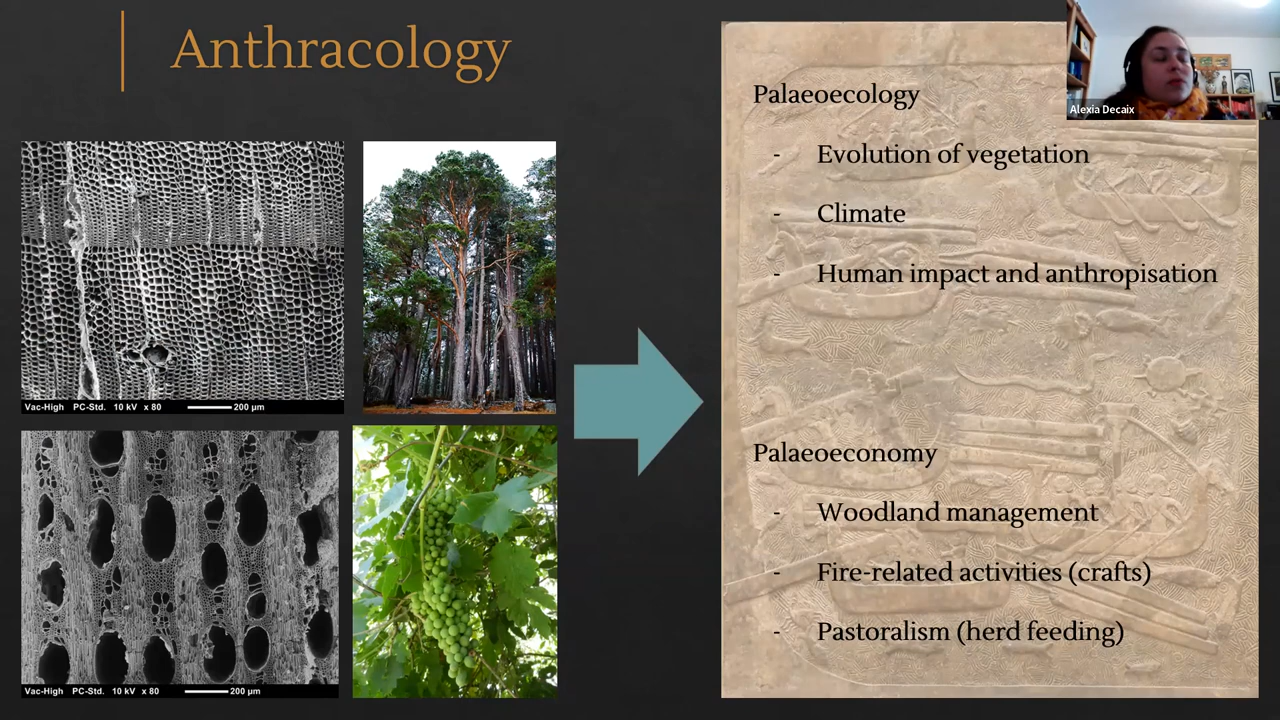 Anthracology
Alexia Decaix
Vac-High PC-Std. 10 kV x 80 200 µm
Vac-High PC-Std. 10 kV x 80 200 µm
Palaeoecology
- Evolution of vegetation
- Climate
- Human impact and anthropisation
Palaeoeconomy
- Woodland management
- Fire-related activities (crafts)
- Pastoralism (herd feeding)